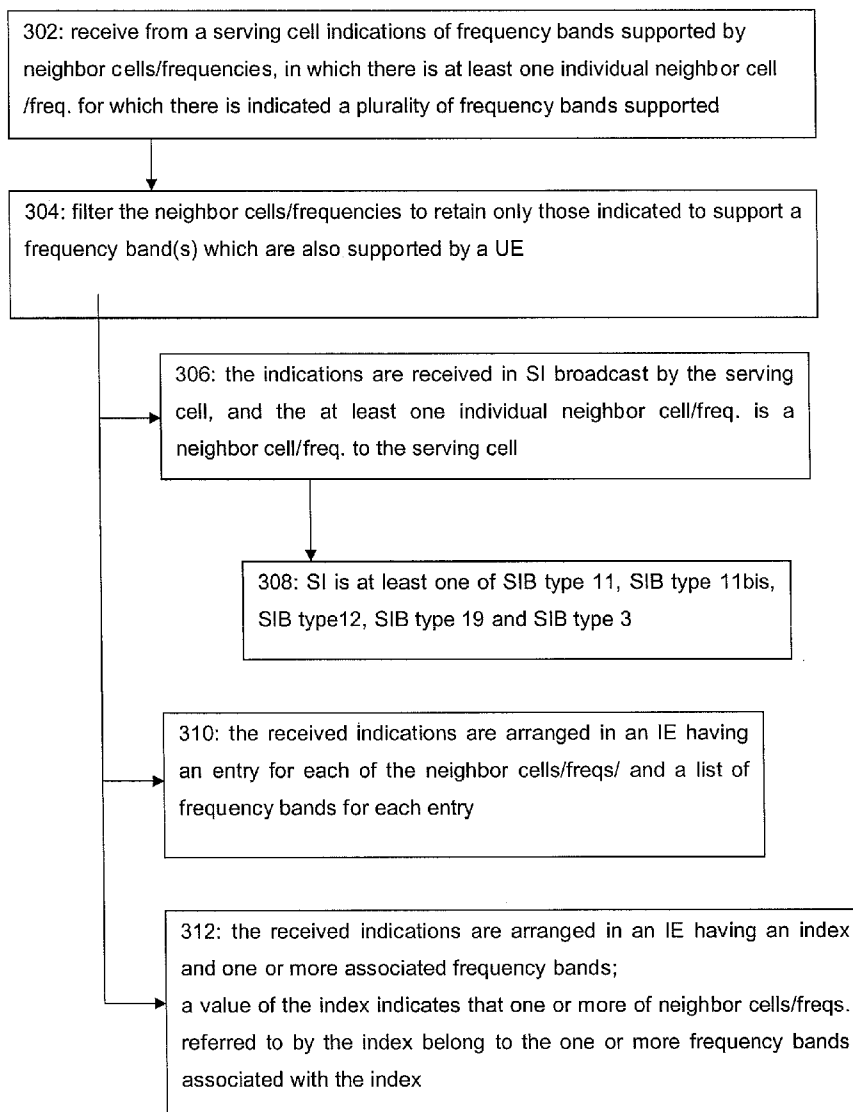 302: receive from a serving cell indications of frequency bands supported by
neighbor cells/frequencies, in which there is at least one individual neighbor cell
/freq. for which there is indicated a plurality of frequency bands supported
304: filter the neighbor cells/frequencies to retain only those indicated to support a
frequency band(s) which are also supported by a UE
306: the indications are received in SI broadcast by the serving
cell, and the at least one individual neighbor cell/freq. is a
neighbor cell/freq. to the serving cell
308: SI is at least one of SIB type 11, SIB type 11bis,
SIB type12, SIB type 19 and SIB type 3
310: the received indications are arranged in an IE having
an entry for each of the neighbor cells/freqs/ and a list of
frequency bands for each entry
312: the received indications are arranged in an IE having an index
and one or more associated frequency bands;
a value of the index indicates that one or more of neighbor cells/freqs.
referred to by the index belong to the one or more frequency bands
associated with the index